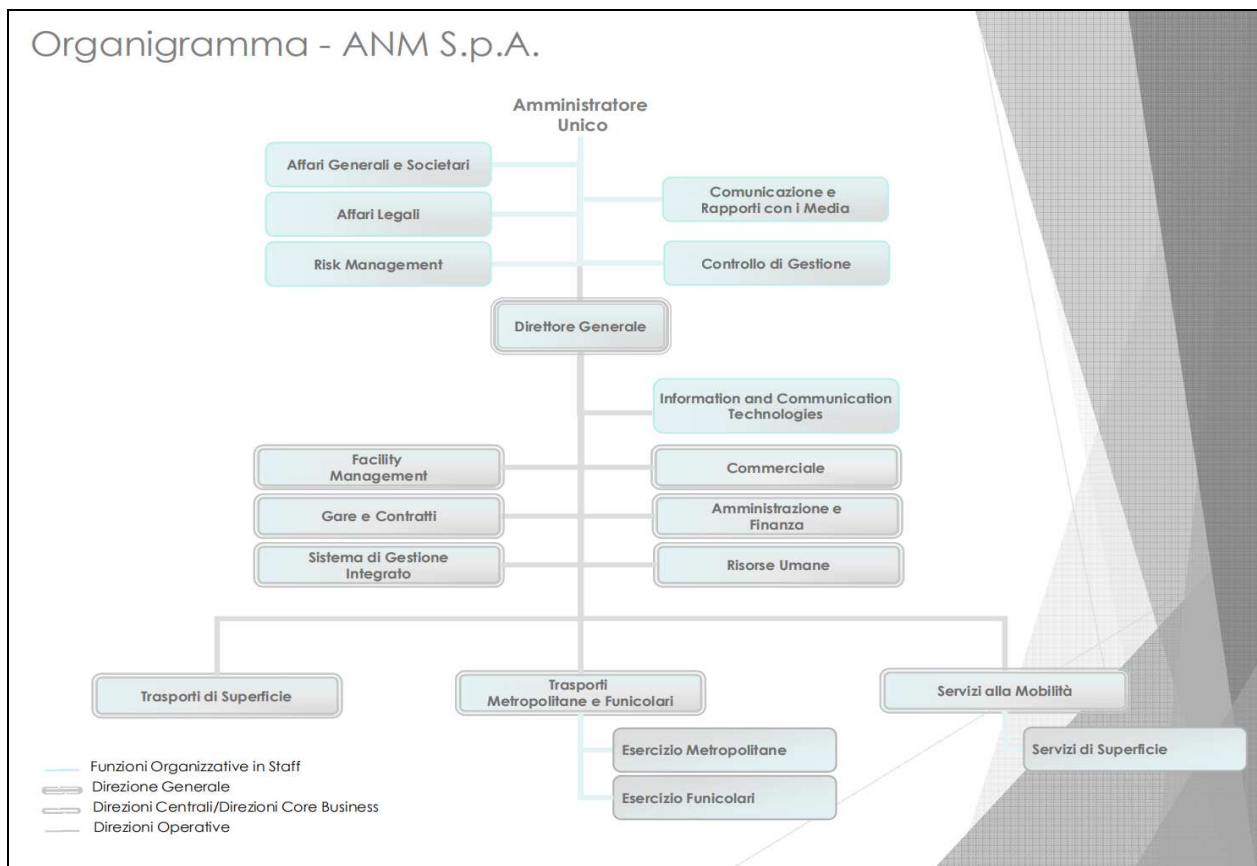 Organigramma - ANM S.p.A.
Amministratore
Unico
Affari Generali e Societari
Comunicazione e
Rapporti con i Media
Affari Legali
Risk Management
Controllo di Gestione
Direttore Generale
Information and Communication
Technologies
Facility
Management
Commerciale
Gare e Contratti
Amministrazione e
Finanza
Sistema di Gestione
Integrato
Risorse Umane
Trasporti di Superficie
Trasporti
Metropolitane e Funicolari
Servizi alla Mobilità
Esercizio Metropolitane
Servizi di Superficie
Esercizio Funicolari
Funzioni Organizzative in Staff
Direzione Generale
Direzioni Centrali/Direzioni Core Business
Direzioni Operative